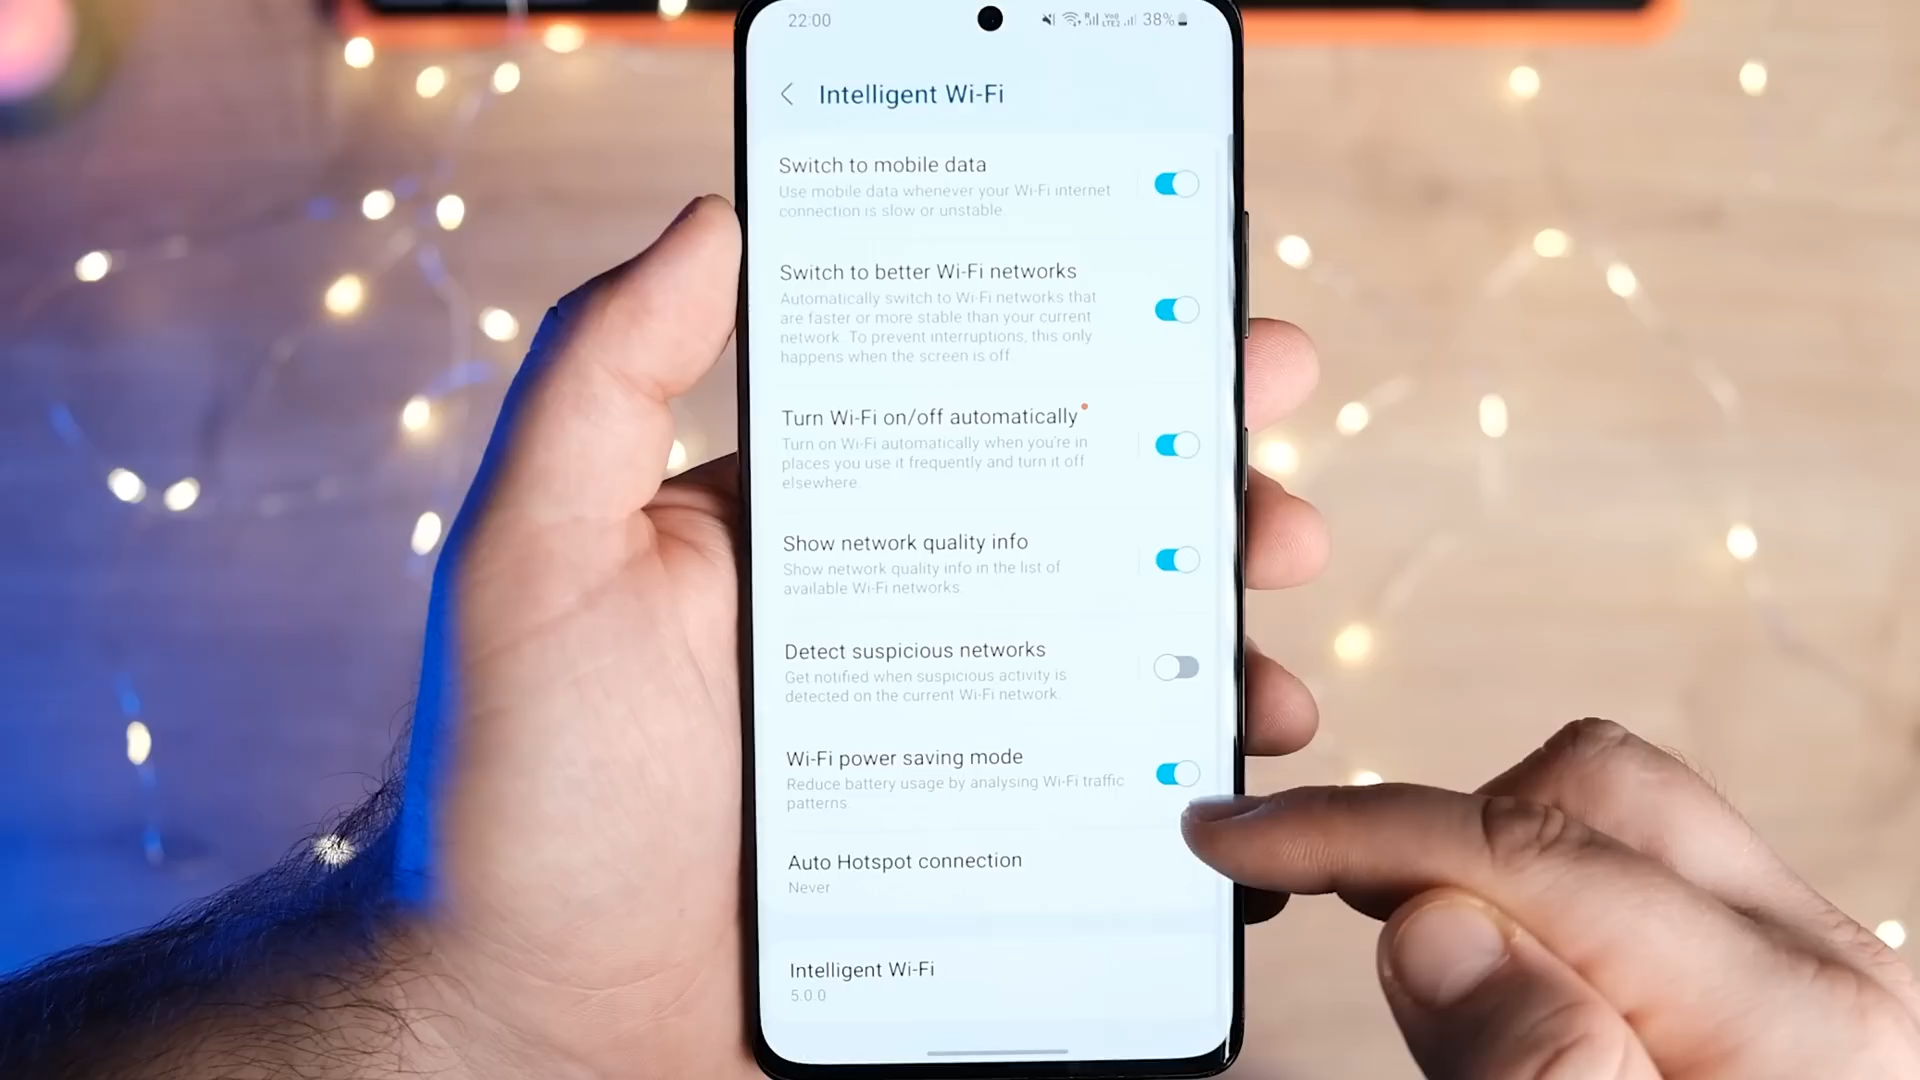 22:00
38%
Intelligent Wi-Fi
Switch to mobile data
Use mobile data whenever your Wi-Fi internet
connection is slow or unstable.
Switch to better Wi-Fi networks
Automatically switch to Wi-Fi networks that
are faster or more stable than your current
network. To prevent interruptions, this only
happens when the screen is off.
Turn Wi-Fi on/off automatically
Turn on Wi-Fi automatically when you're in
places you use it frequently and turn it off
elsewhere.
Show network quality info
Show network quality info in the list of
available Wi-Fi networks.
Detect suspicious networks
Get notified when suspicious activity is
detected on the current Wi-Fi network.
Wi-Fi power saving mode
Reduce battery usage by analysing Wi-Fi traffic
patterns.
Auto Hotspot connection
Never
Intelligent Wi-Fi
5.0.0